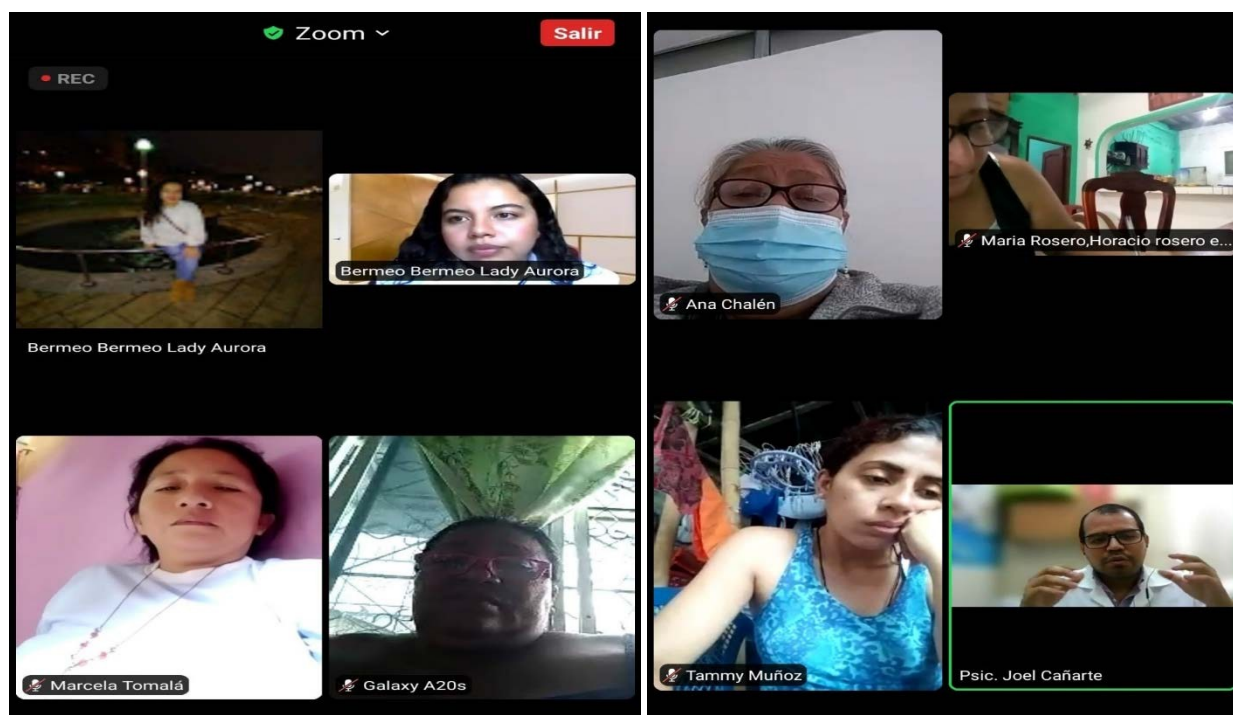 Zoom
Salir
REC
Bermeo Bermeo Lady Aurora
Bermeo Bermeo Lady Aurora
Marcela Tomalá
Galaxy A20s
Ana Chalén
Maria Rosero,Horacio rosero e...
Tammy Muñoz
Psic. Joel Cañarte